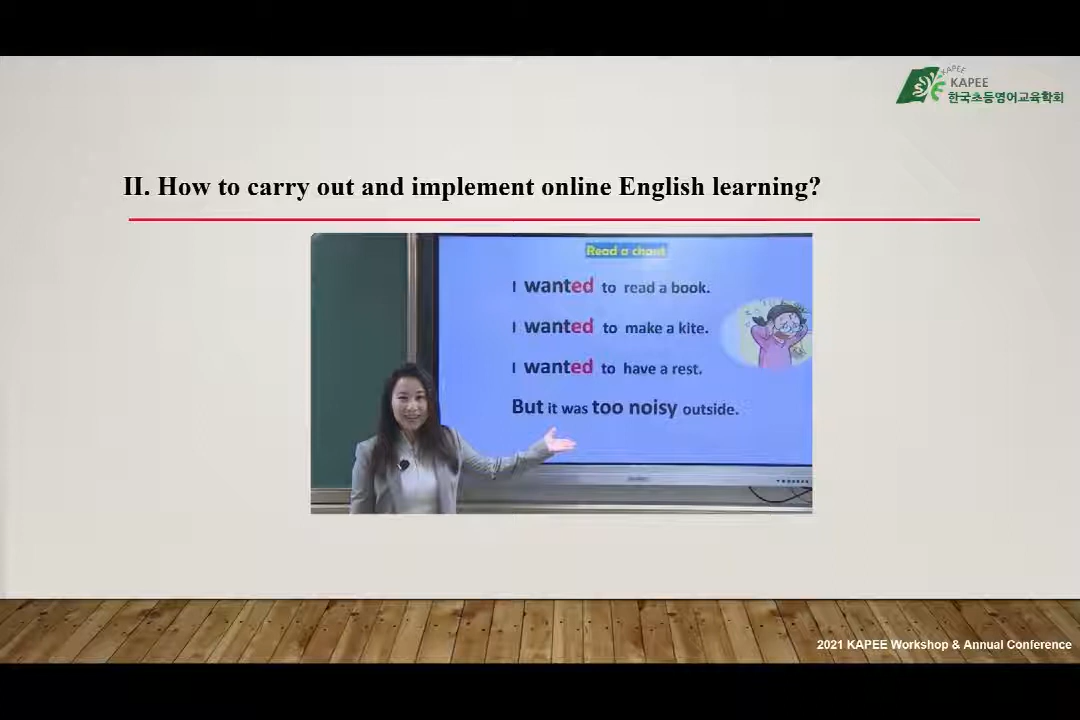 KAPEE
KAPEE
한국초등영어교육학회
II. How to carry out and implement online English learning?
Read a chant
I wanted to read a book.
I wanted to make a kite.
I wanted to have a rest.
But it was too noisy outside.
2021 KAPEE Workshop & Annual Conference